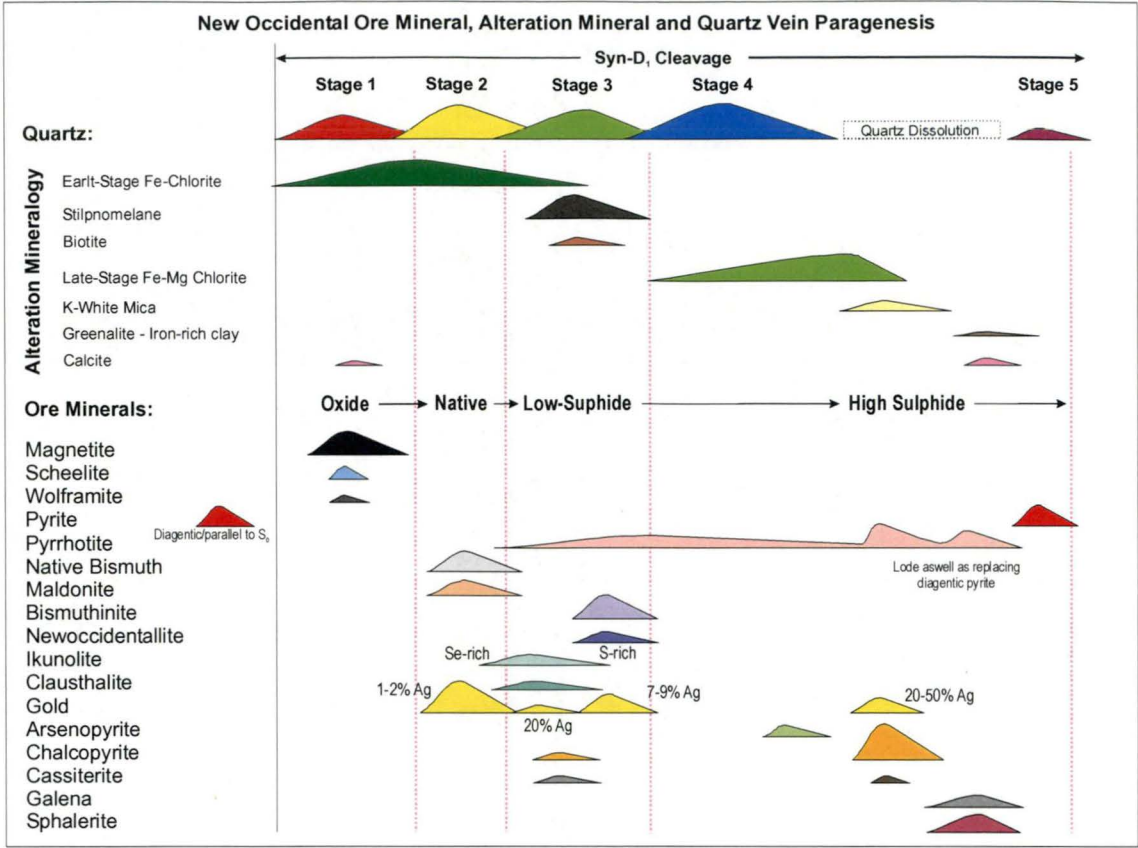 New Occidental Ore Mineral, Alteration Mineral and Quartz Vein Paragenesis
Syn-D, Cleavage
Stage 1 Stage 2 Stage 3 Stage 4 Stage 5
Quartz: Quartz Dissolution
Alteration Mineralogy
Earlt-Stage Fe-Chlorite
Stilpnomelane
Biotite
Late-Stage Fe-Mg Chlorite
K-White Mica
Greenalite - Iron-rich clay
Calcite
Ore Minerals: Oxide Native Low-Suphide High Sulphide
Magnetite
Scheelite
Wolframite
Pyrite
Diagentic/parallel to S₀
Pyrrhotite
Native Bismuth
Lode aswell as replacing
diagentic pyrite
Maldonite
Bismuthinite
Newoccidentallite
Ikunolite Se-rich S-rich
Clausthalite
1-2% Ag 7-9% Ag 20-50% Ag
Gold
20% Ag
Arsenopyrite
Chalcopyrite
Cassiterite
Galena
Sphalerite